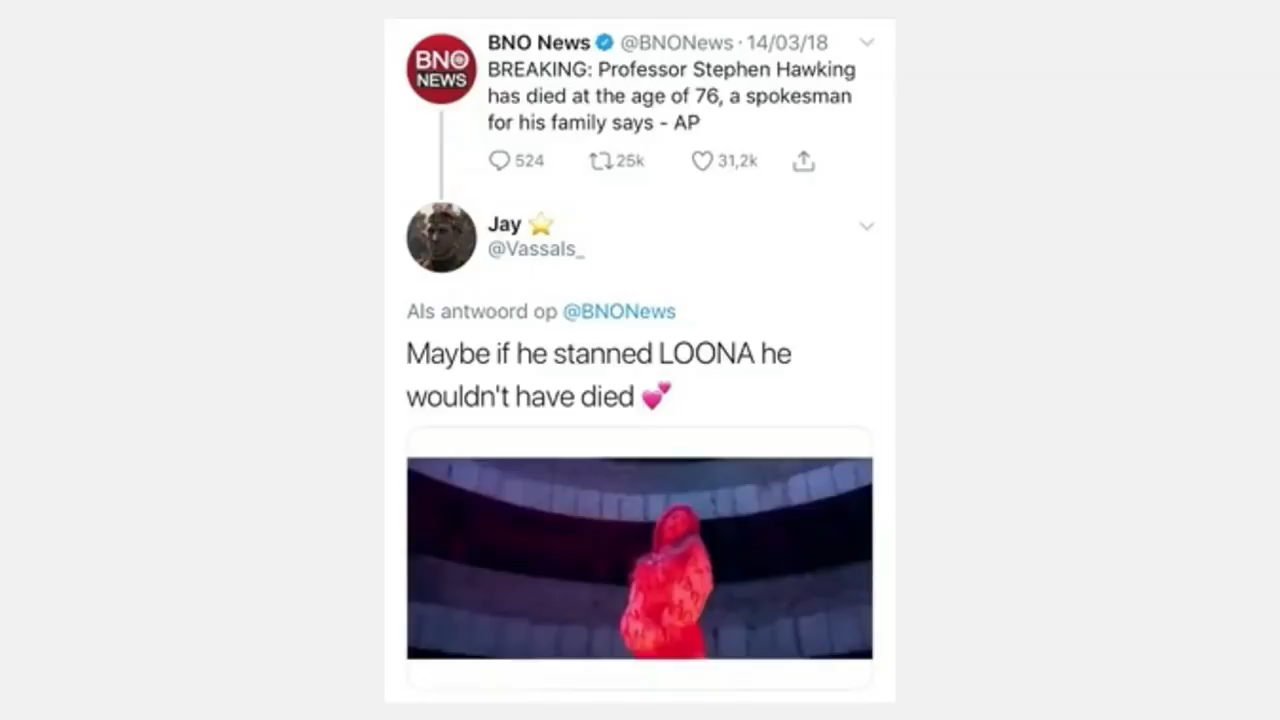 BNO NEWS
BNO News @BNONews · 14/03/18
BREAKING: Professor Stephen Hawking
has died at the age of 76, a spokesman
for his family says - AP
524 25k 31,2k
Jay
@Vassals_
Als antwoord op @BNONews
Maybe if he stanned LOONA he
wouldn't have died